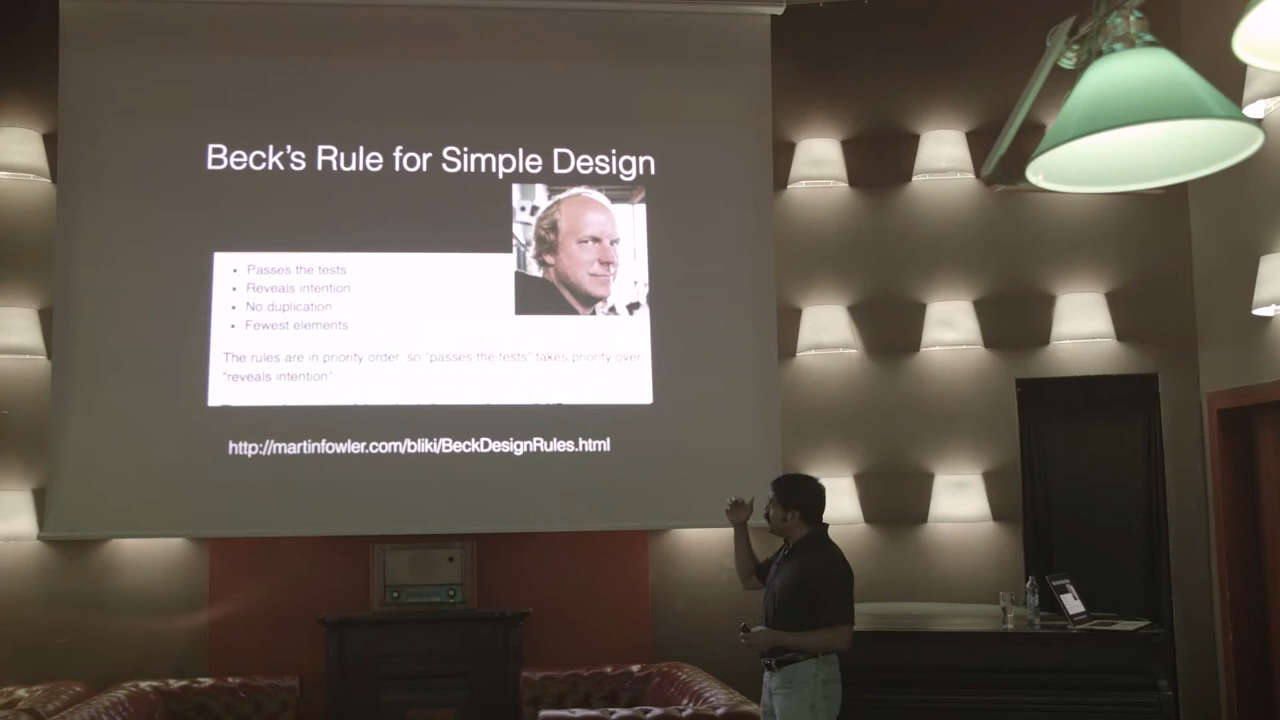 Beck's Rule for Simple Design
Passes the tests
Reveals intention
No duplication
Fewest elements
The rules are in priority order, so "passes the tests" takes priority over
"reveals intention"
http://martinfowler.com/bliki/BeckDesignRules.html